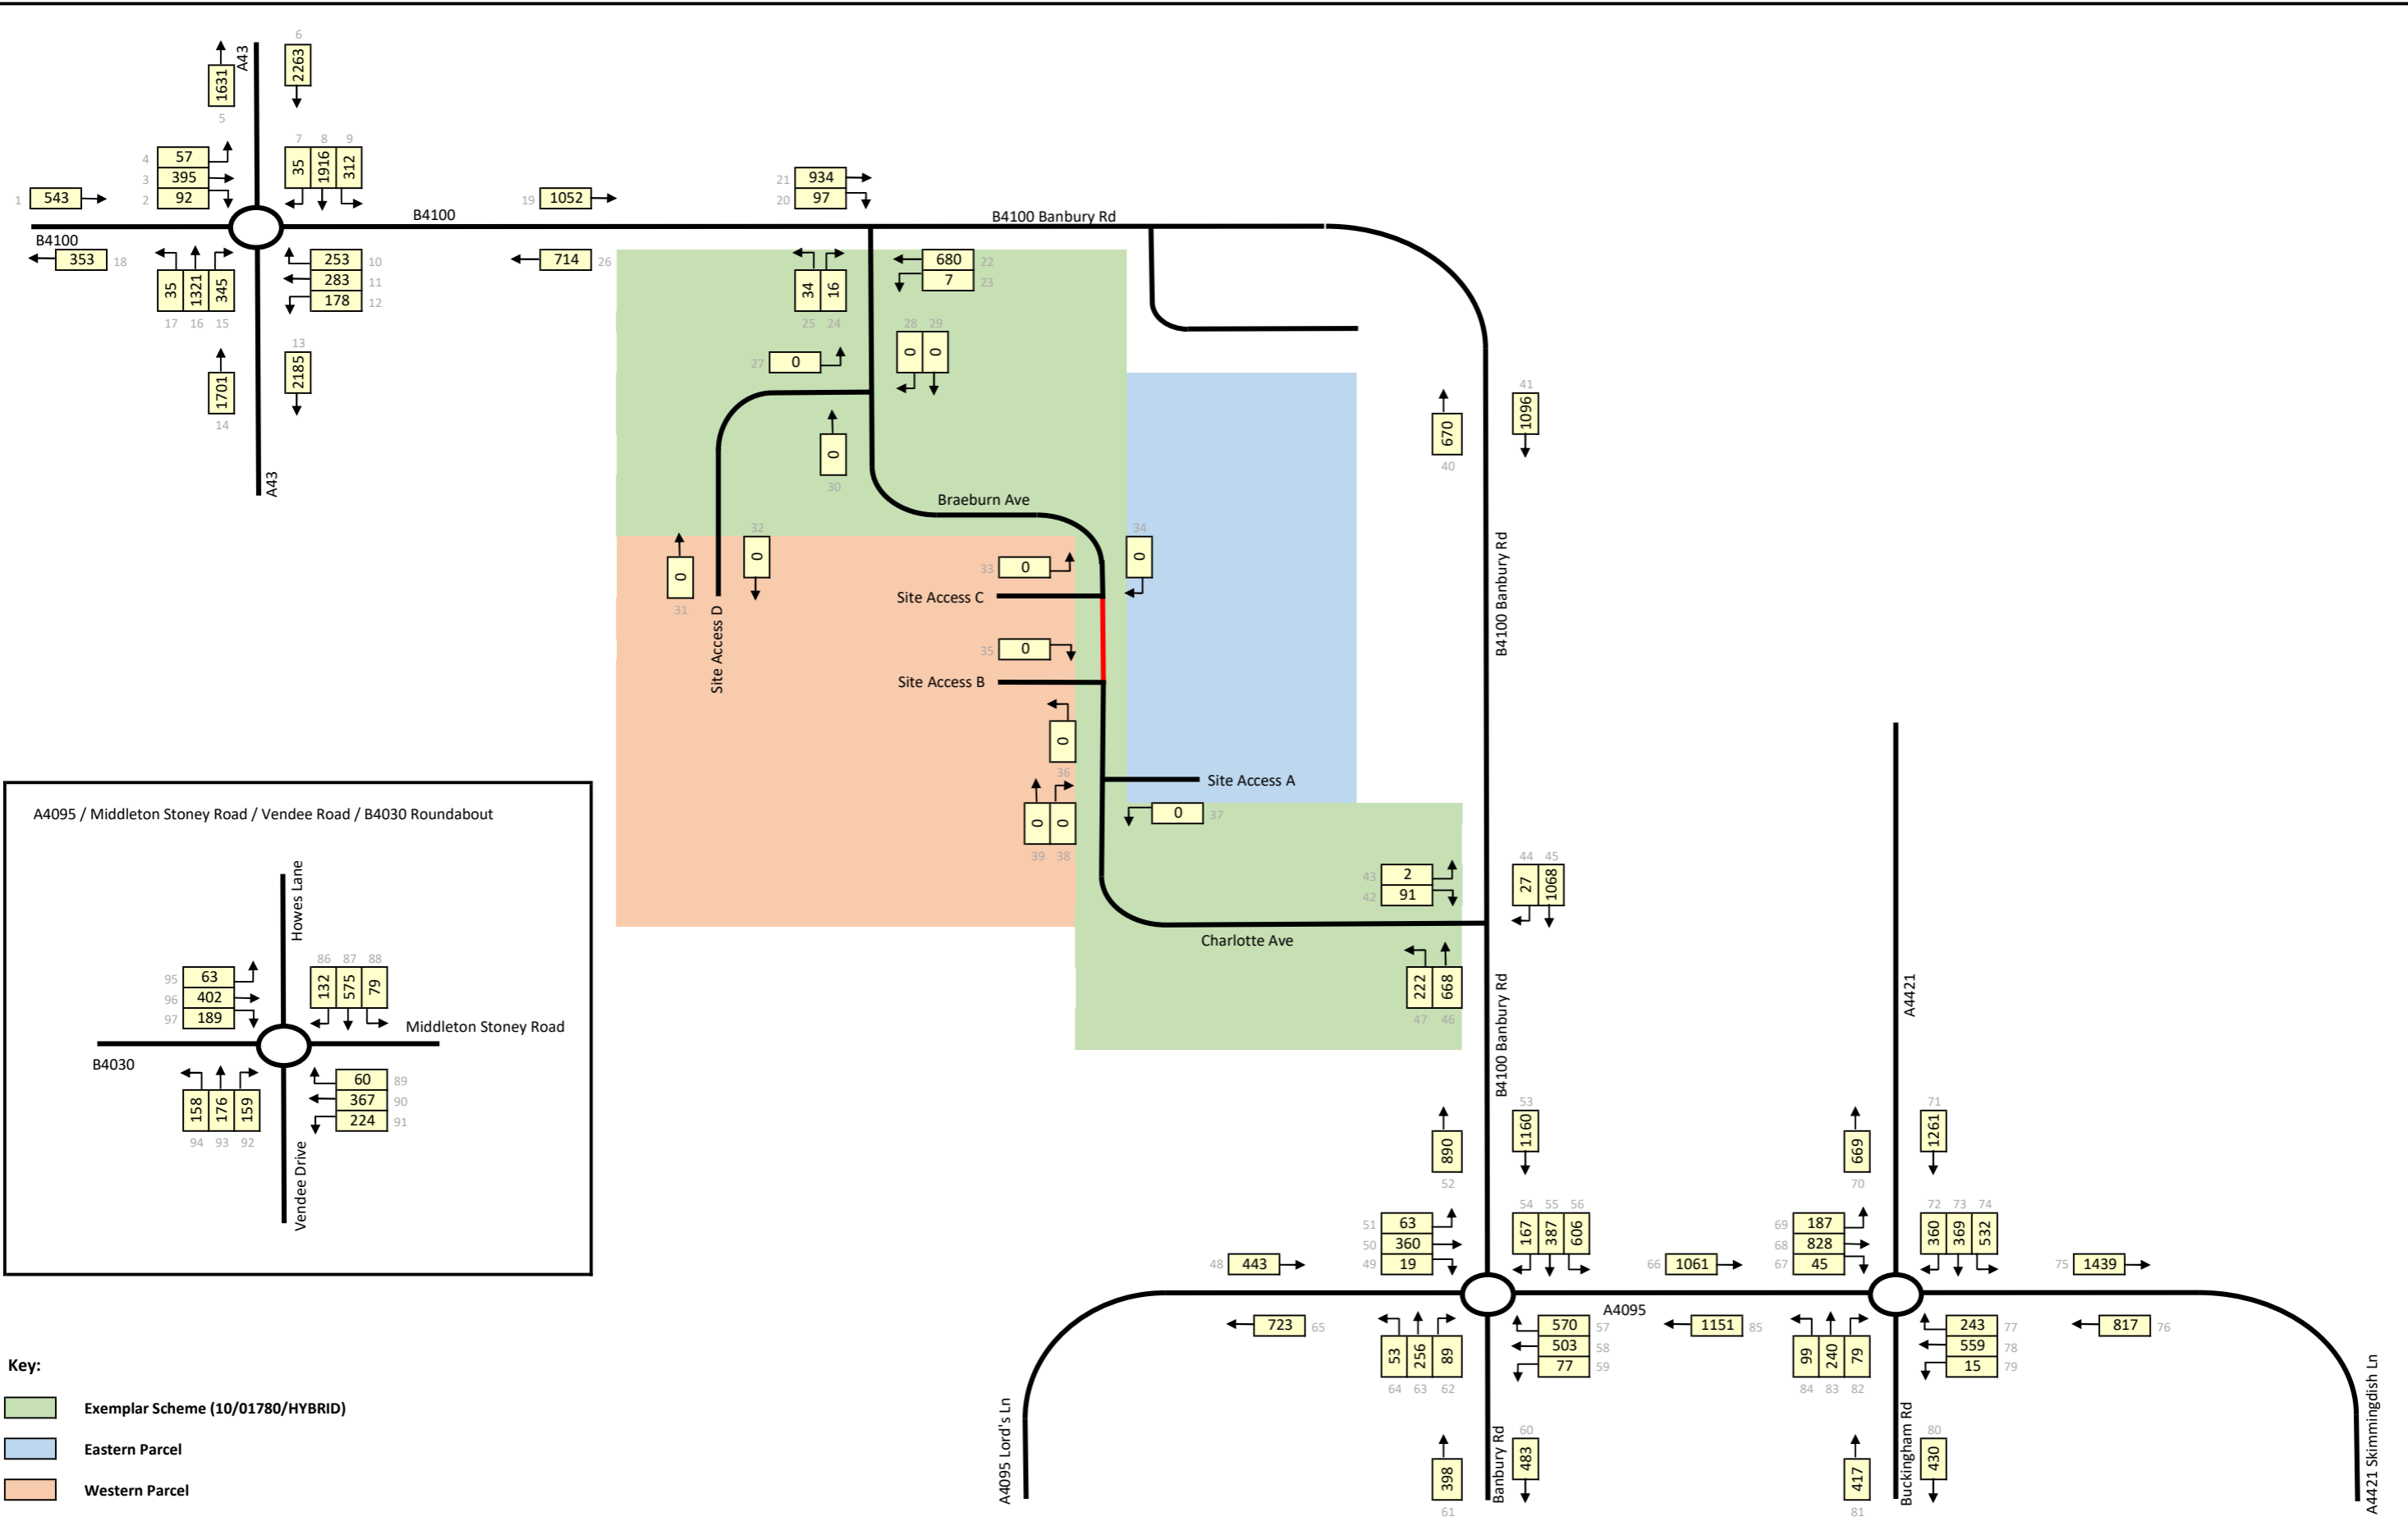 6
A43
1631
2263
5
7 8 9
4 57
3 395
2 92
35 1916 312
1 543
B4100
19 1052
21 934
20 97
B4100 Banbury Rd
B4100
353 18
253 10
283 11
178 12
35 1321 345
17 16 15
714 26
34 16
25 24
680 22
7 23
13
1701
2185
14
A43
28 29
0 0
27 0
0
30
41
670
1096
40
Braeburn Ave
32
0
0
31
34
0
33 0
Site Access C
35 0
Site Access B
Site Access D
B4100 Banbury Rd
0
36
Site Access A
0 0
39 38
0 37
A4095 / Middleton Stoney Road / Vendee Road / B4030 Roundabout
Howes Lane
95 63
96 402
97 189
86 87 88
132 575 79
Middleton Stoney Road
B4030
158 176 159
94 93 92
60 89
367 90
224 91
Vendee Drive
43 2
42 91
44 45
27 1068
Charlotte Ave
222 668
47 46
B4100 Banbury Rd
A4421
53
890
1160
52
71
669
1261
70
51 63
50 360
49 19
54 55 56
167 387 606
69 187
68 828
67 45
72 73 74
360 369 532
48 443
66 1061
75 1439
A4095
723 65
53 256 89
64 63 62
570 57
503 58
77 59
1151 85
99 240 79
84 83 82
243 77
559 78
15 79
817 76
A4095 Lord's Ln
398
61
Banbury Rd
60
483
417
81
Buckingham Rd
80
430
A4421 Skimmingdish Ln
Key:
Exemplar Scheme (10/01780/HYBRID)
Eastern Parcel
Western Parcel